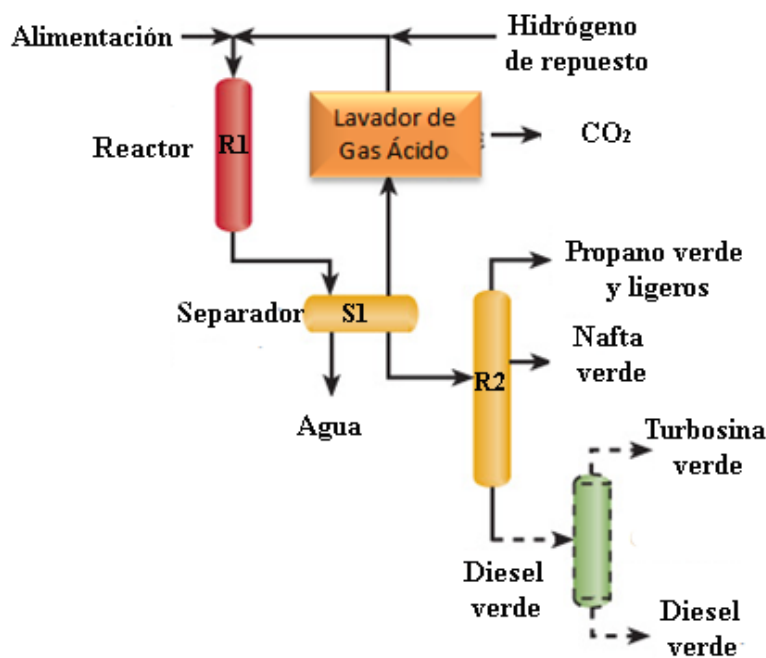 Alimentación
Hidrógeno
de repuesto
Lavador de
Gas Ácido
CO₂
Reactor
R1
Propano verde
y ligeros
Separador
S1
Nafta
verde
R2
Agua
Turbosina
verde
Diesel
verde
Diesel
verde